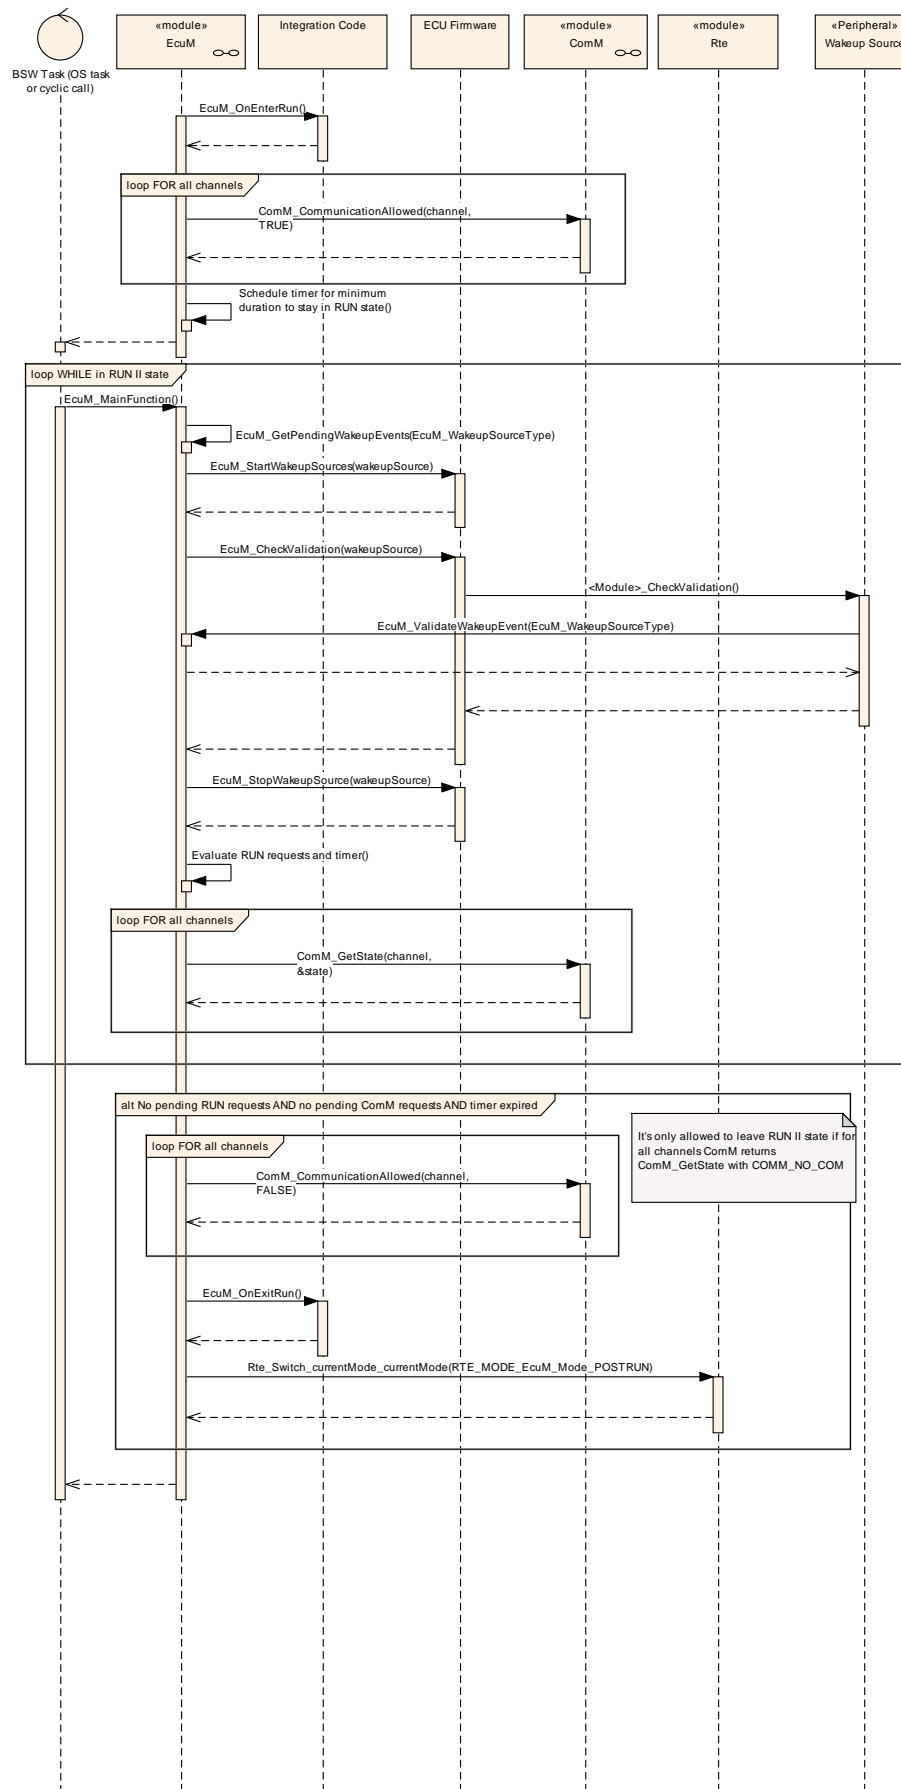 «module»
EcuM
Integration Code
ECU Firmware
«module»
ComM
«module»
Rte
«Peripheral»
Wakeup Source
BSW Task (OS task
or cyclic call)
EcuM_OnEnterRun()
loop FOR all channels
ComM_CommunicationAllowed(channel,
TRUE)
Schedule timer for minimum
duration to stay in RUN state()
loop WHILE in RUN II state
EcuM_MainFunction()
EcuM_GetPendingWakeupEvents(EcuM_WakeupSourceType)
EcuM_StartWakeupSources(wakeupSource)
EcuM_CheckValidation(wakeupSource)
<Module>_CheckValidation()
EcuM_ValidateWakeupEvent(EcuM_WakeupSourceType)
EcuM_StopWakeupSource(wakeupSource)
Evaluate RUN requests and timer()
loop FOR all channels
ComM_GetState(channel,
&state)
alt No pending RUN requests AND no pending ComM requests AND timer expired
It's only allowed to leave RUN II state if for
all channels ComM returns
ComM_GetState with COMM_NO_COM
loop FOR all channels
ComM_CommunicationAllowed(channel,
FALSE)
EcuM_OnExitRun()
Rte_Switch_currentMode_currentMode(RTE_MODE_EcuM_Mode_POSTRUN)